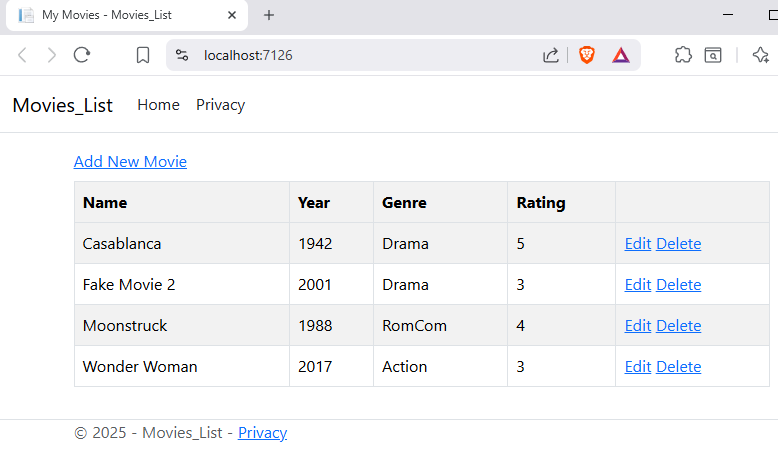 My Movies - Movies_List
localhost:7126
Movies_List Home Privacy
Add New Movie
Name Year Genre Rating
Casablanca 1942 Drama 5 Edit Delete
Fake Movie 2 2001 Drama 3 Edit Delete
Moonstruck 1988 RomCom 4 Edit Delete
Wonder Woman 2017 Action 3 Edit Delete
© 2025 - Movies_List - Privacy